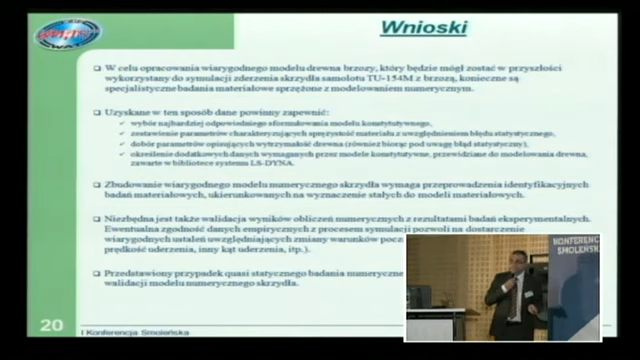 Wnioski
W celu opracowania wiarygodnego modelu drewna brzozy, który będzie mógł zostać w przyszłości
wykorzystany do symulacji zderzenia skrzydła samolotu TU-154M z brzozą, konieczne są
specjalistyczne badania materiałowe sprzężone z modelowaniem numerycznym.
Uzyskane w ten sposób dane powinny zapewnić:
wybór najbardziej odpowiedniego sformułowania modelu konstytutywnego,
zestawienie parametrów charakteryzujących sprężystość materiału z uwzględnieniem błędu statystycznego,
dobór parametrów opisujących wytrzymałość drewna (również biorąc pod uwagę błąd statystyczny),
określenie dodatkowych danych wymaganych przez modele konstytutywne, przewidziane do modelowania drewna,
zawarte w bibliotece systemu LS-DYNA.
Zbudowanie wiarygodnego modelu numerycznego skrzydła wymaga przeprowadzenia identyfikacyjnych
badań materiałowych, ukierunkowanych na wyznaczenie stałych do modeli materiałowych.
Niezbędna jest także walidacja wyników obliczeń numerycznych z rezultatami badań eksperymentalnych.
Ewentualna zgodność danych empirycznych z procesem symulacji pozwoli na dostarczenie
wiarygodnych ustaleń uwzględniających zmiany warunków pocz
prędkość uderzenia, inny kąt uderzenia, itp.).
Przedstawiony przypadek quasi statycznego badania numeryczne
walidacji modelu numerycznego skrzydła.
KONFERENC
SMOLEŃSK
20
I Konferencja Smoleńska